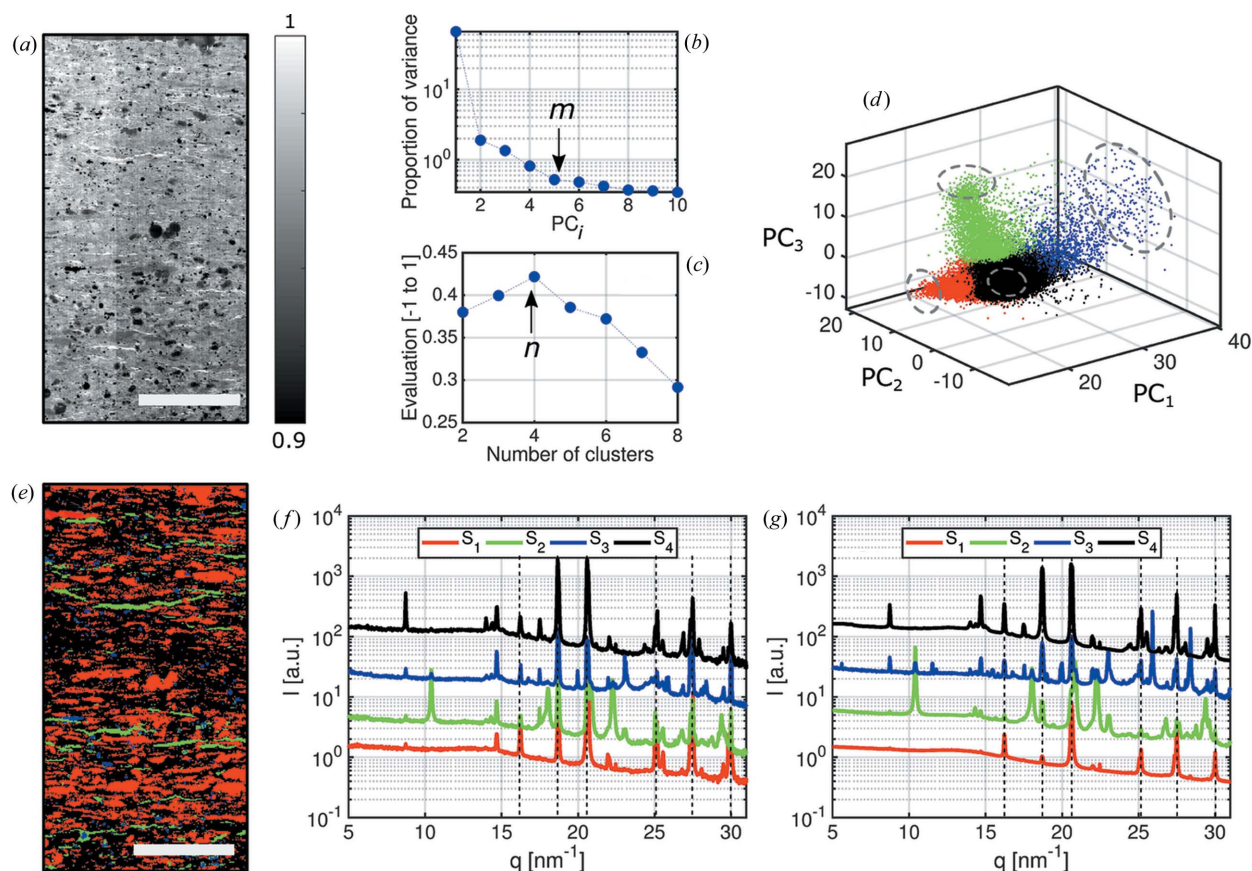 (a)
1
0.9
(b)
Proportion of variance
10¹
10⁰
m
2 4 6 8 10
PCᵢ
(c)
Evaluation [-1 to 1]
0.45
0.4
0.35
0.3
0.25
n
2 4 6 8
Number of clusters
(d)
PC₃
20
10
0
-10
20 10 0 -10
PC₂
20 30 40
PC₁
(e)
(f)
S₁ S₂ S₃ S₄
I [a.u.]
10⁴
10³
10²
10¹
10⁰
10⁻¹
5 10 15 20 25 30
q [nm⁻¹]
(g)
S₁ S₂ S₃ S₄
I [a.u.]
10⁴
10³
10²
10¹
10⁰
10⁻¹
5 10 15 20 25 30
q [nm⁻¹]